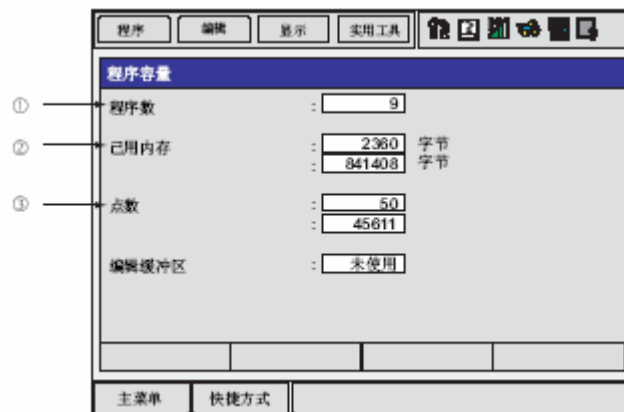 程序 编辑 显示 实用工具
程序容量
① 程序数 : 9
② 已用内存 : 2360 字节
: 841408 字节
③ 点数 : 50
: 45611
编辑缓冲区 : 未使用
主菜单 快捷方式